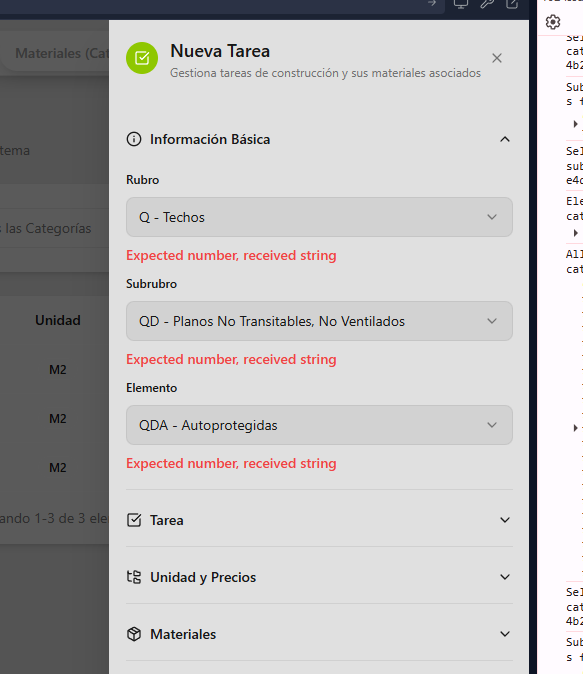 Materiales (Cat
tema
las Categorías
Unidad
M2
M2
M2
ando 1-3 de 3 ele
Nueva Tarea
Gestiona tareas de construcción y sus materiales asociados
Información Básica
Rubro
Q - Techos
Expected number, received string
Subrubro
QD - Planos No Transitables, No Ventilados
Expected number, received string
Elemento
QDA - Autoprotegidas
Expected number, received string
Tarea
Unidad y Precios
Materiales
Sel
cat
4b2
Sub
s f
Sel
sub
e4c
Ele
cat
All
cat
Sel
cat
4b2
Sub
s f